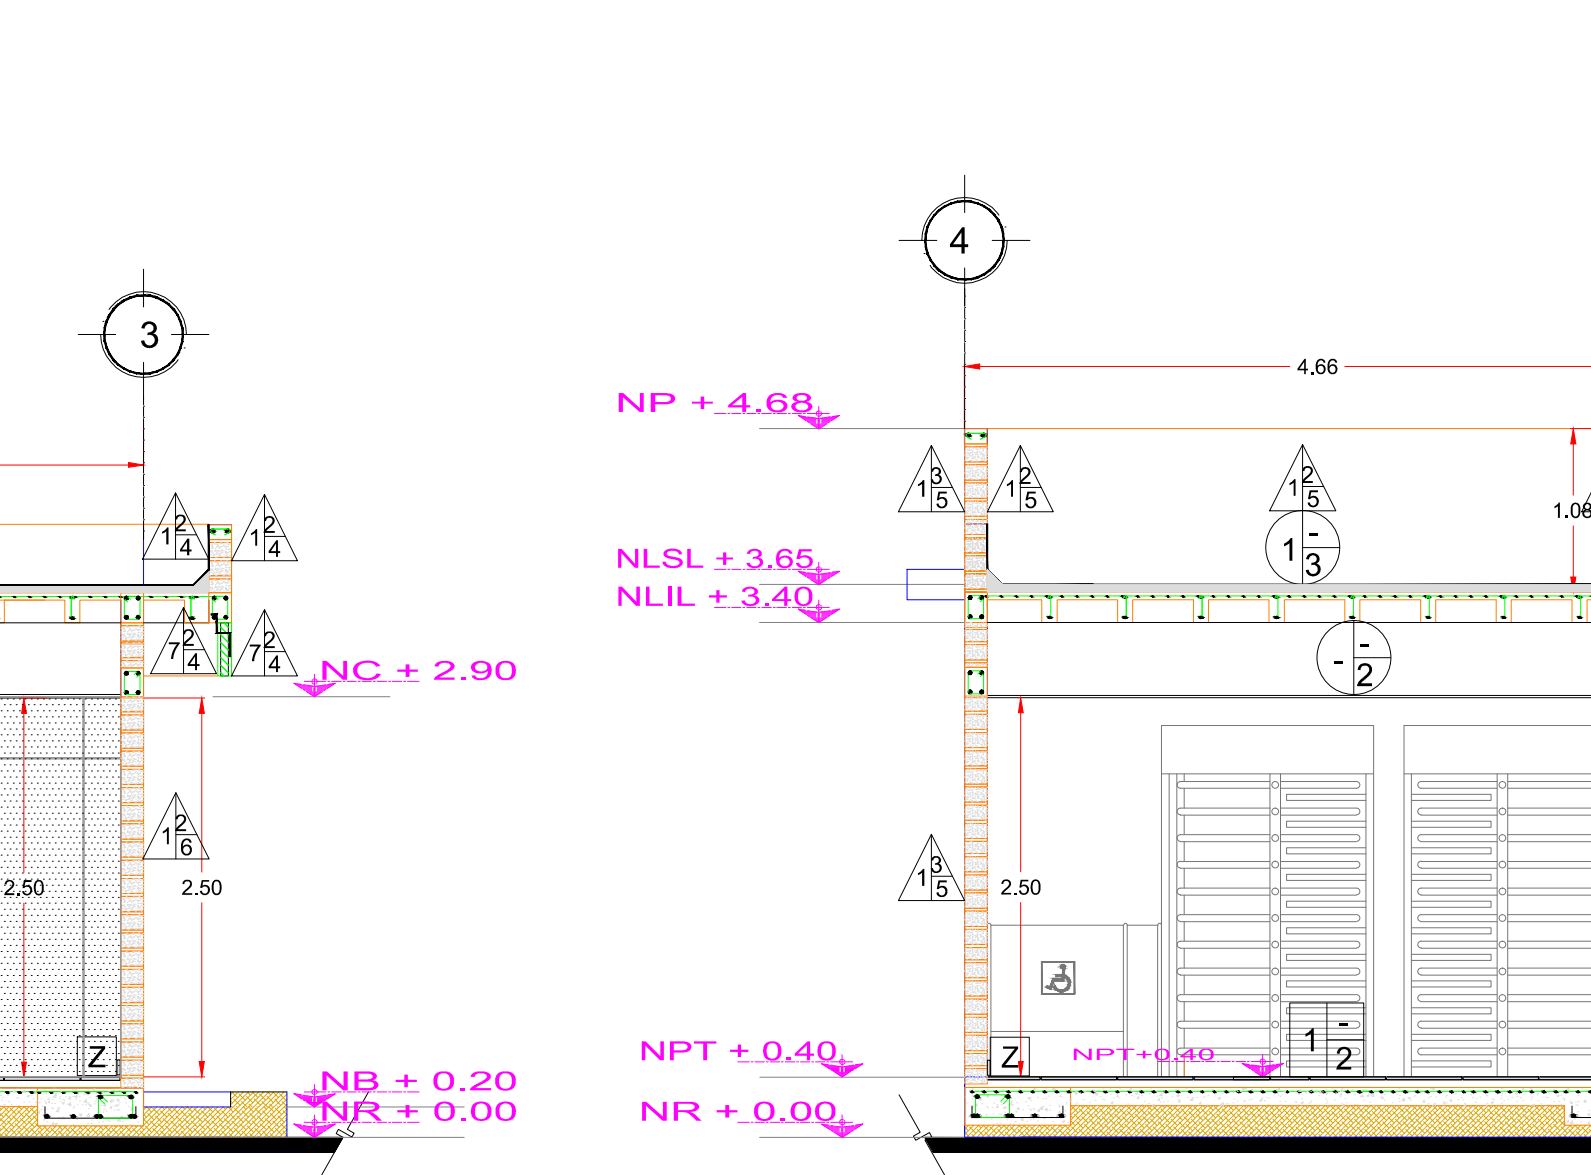 4
3
4.66
NP + 4.68
1 3/5
1 2/5
1 2/5
1 2/4
1 2/4
1.08
1 -/3
NLSL + 3.65
NLIL + 3.40
7 2/4
7 2/4
NC + 2.90
- -/2
1 2/6
1 3/5
2.50
2.50
2.50
Z
Z
NPT + 0.40
NPT+0.40
1 -/2
NB + 0.20
NR + 0.00
NR + 0.00